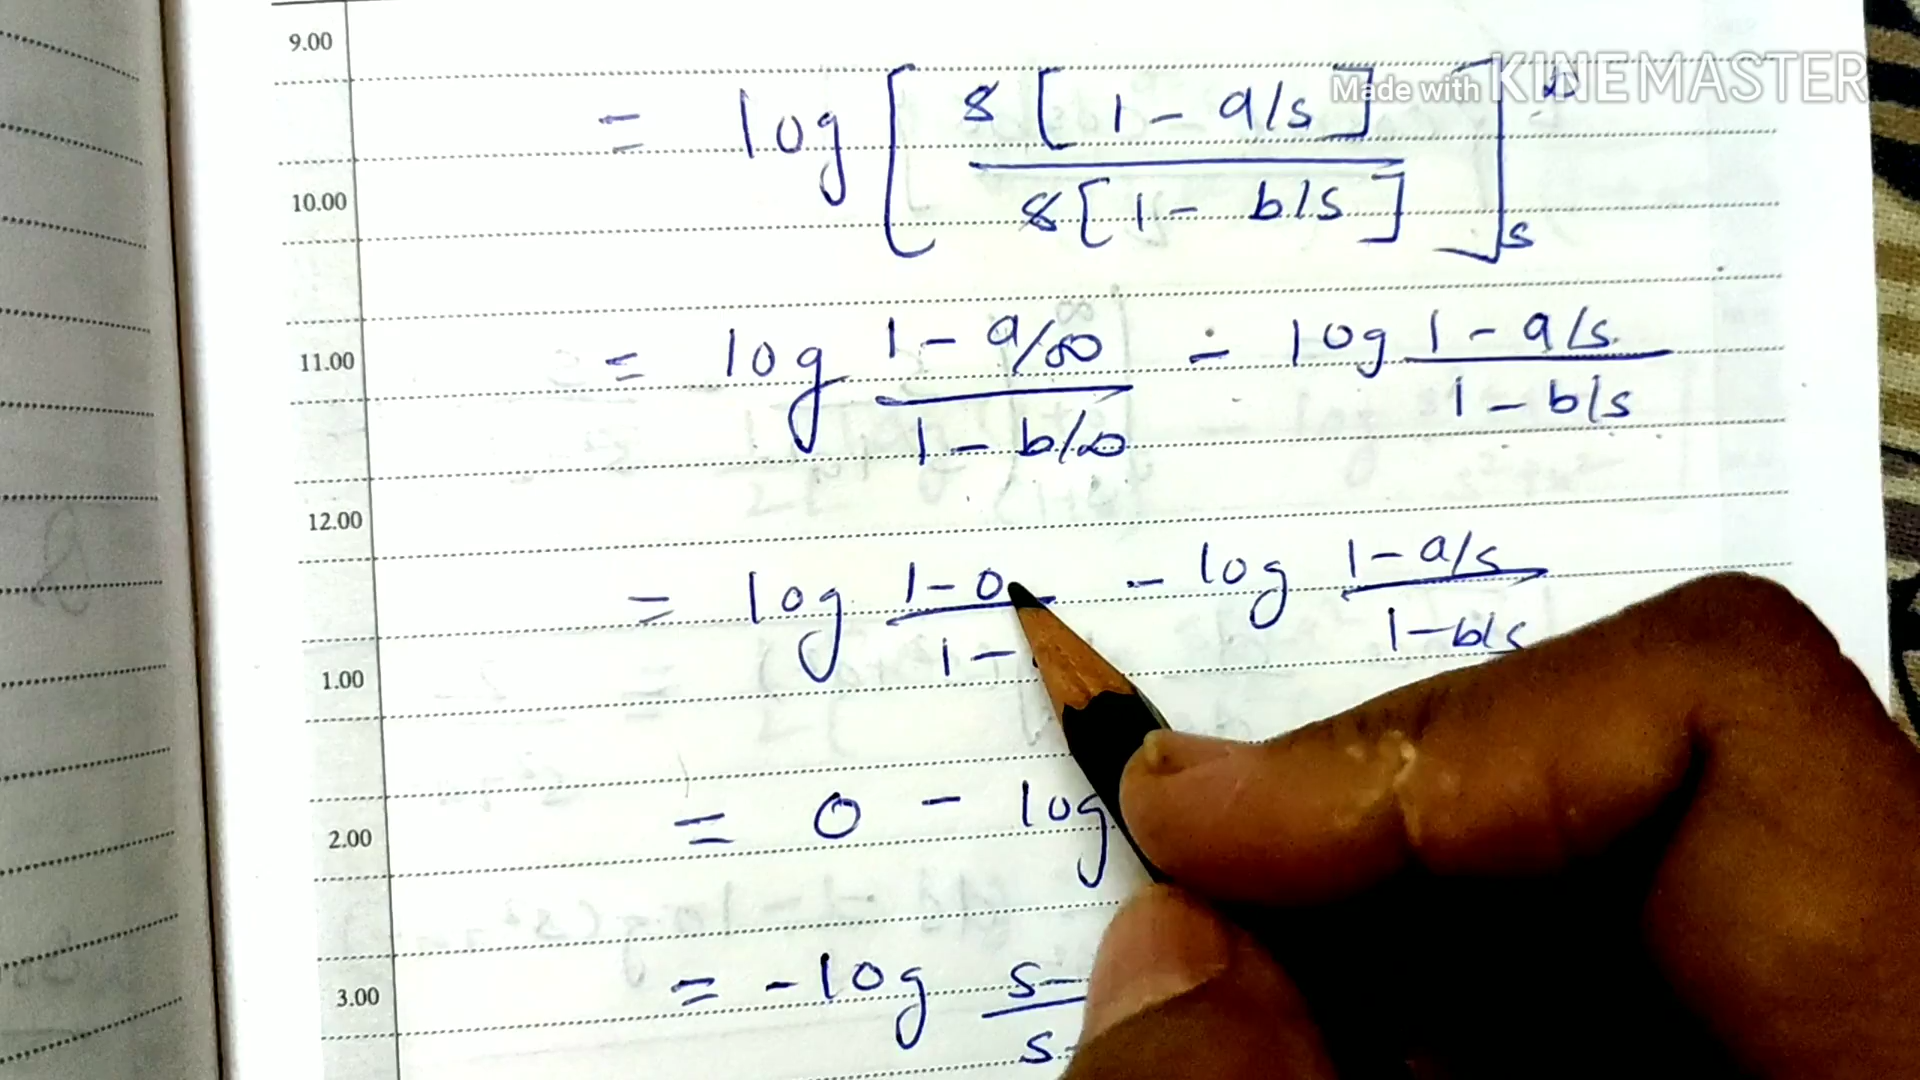 9.00
Made with KINEMASTER
= log [ s [ 1 - a/s ] / s [ 1 - b/s ] ]
s
10.00
11.00
= log 1 - a/∞ / 1 - b/∞ - log 1 - a/s / 1 - b/s
12.00
= log 1-0 / 1- - log 1-a/s / 1-b/s
1.00
= 0 - log
2.00
= -log s- / s-
3.00